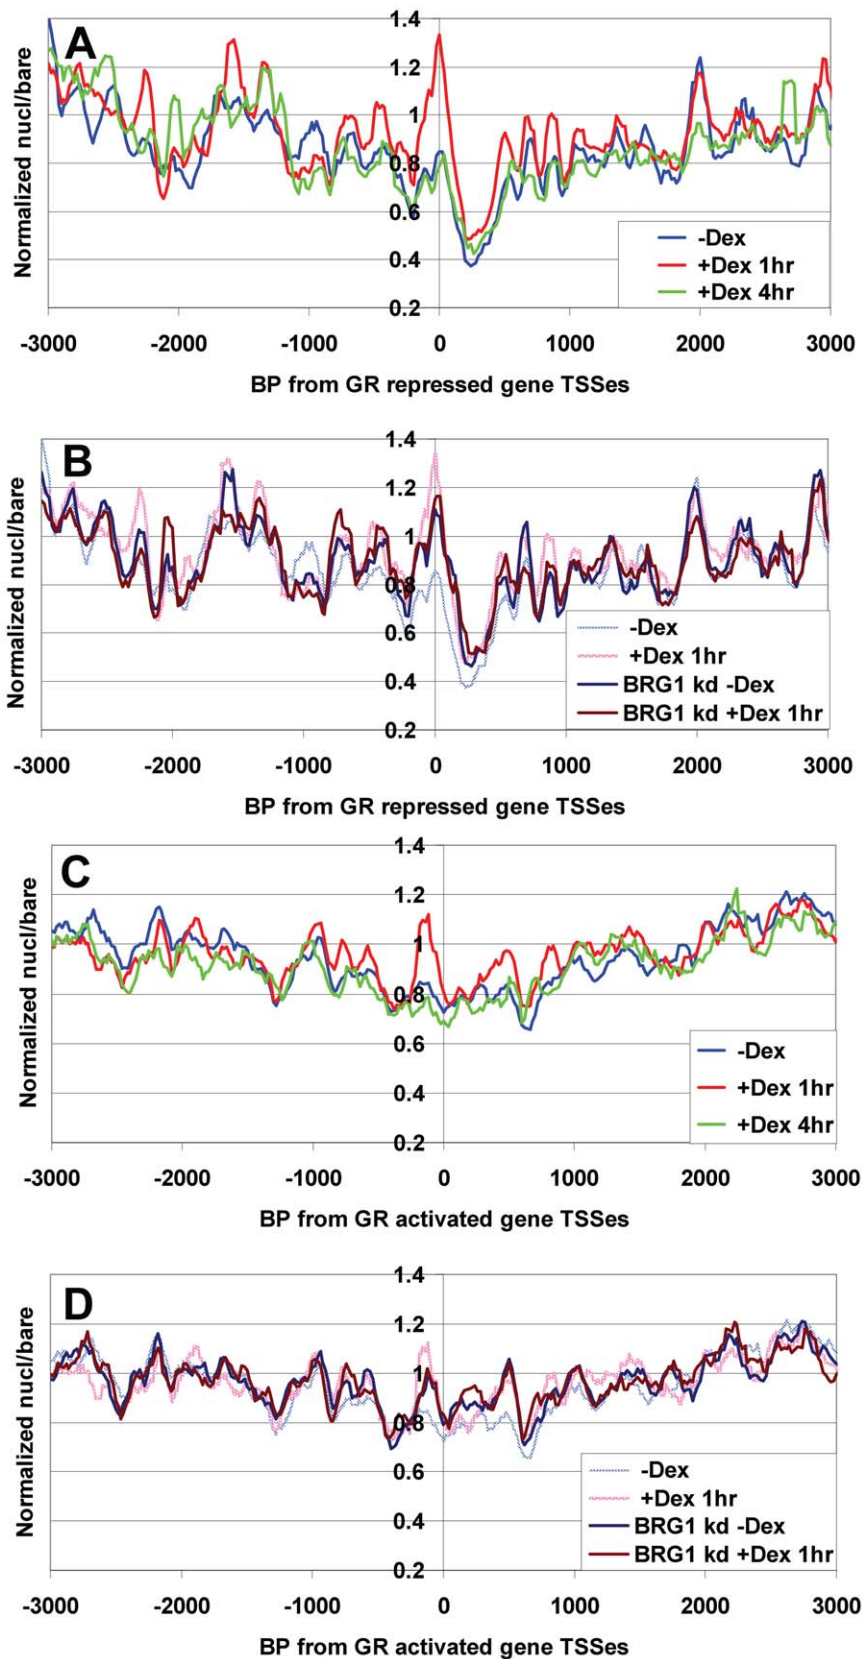 A
Normalized nucl/bare
1.4
1.2
1
0.8
0.6
0.4
0.2
-Dex
+Dex 1hr
+Dex 4hr
-3000 -2000 -1000 0 1000 2000 3000
BP from GR repressed gene TSSes
B
Normalized nucl/bare
1.4
1.2
1
0.8
0.6
0.4
0.2
-Dex
+Dex 1hr
BRG1 kd -Dex
BRG1 kd +Dex 1hr
-3000 -2000 -1000 0 1000 2000 3000
BP from GR repressed gene TSSes
C
Normalized nucl/bare
1.4
1.2
1
0.8
0.6
0.4
0.2
-Dex
+Dex 1hr
+Dex 4hr
-3000 -2000 -1000 0 1000 2000 3000
BP from GR activated gene TSSes
D
Normalized nucl/bare
1.4
1.2
1
0.8
0.6
0.4
0.2
-Dex
+Dex 1hr
BRG1 kd -Dex
BRG1 kd +Dex 1hr
-3000 -2000 -1000 0 1000 2000 3000
BP from GR activated gene TSSes